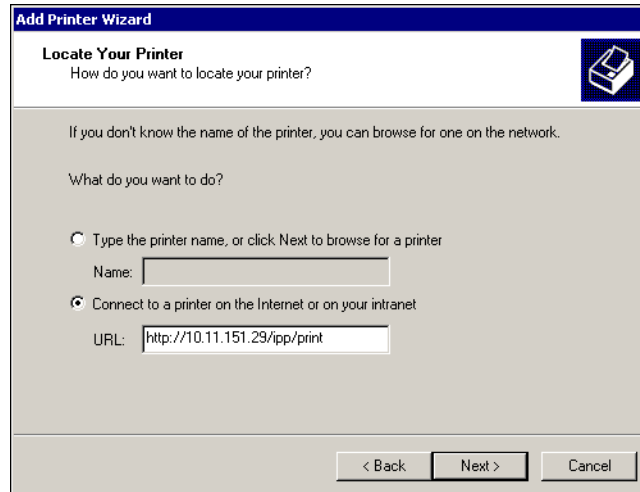 Add Printer Wizard
Locate Your Printer
How do you want to locate your printer?
If you don't know the name of the printer, you can browse for one on the network.
What do you want to do?
Type the printer name, or click Next to browse for a printer
Name:
Connect to a printer on the Internet or on your intranet
URL: http://10.11.151.29/ipp/print
< Back Next > Cancel